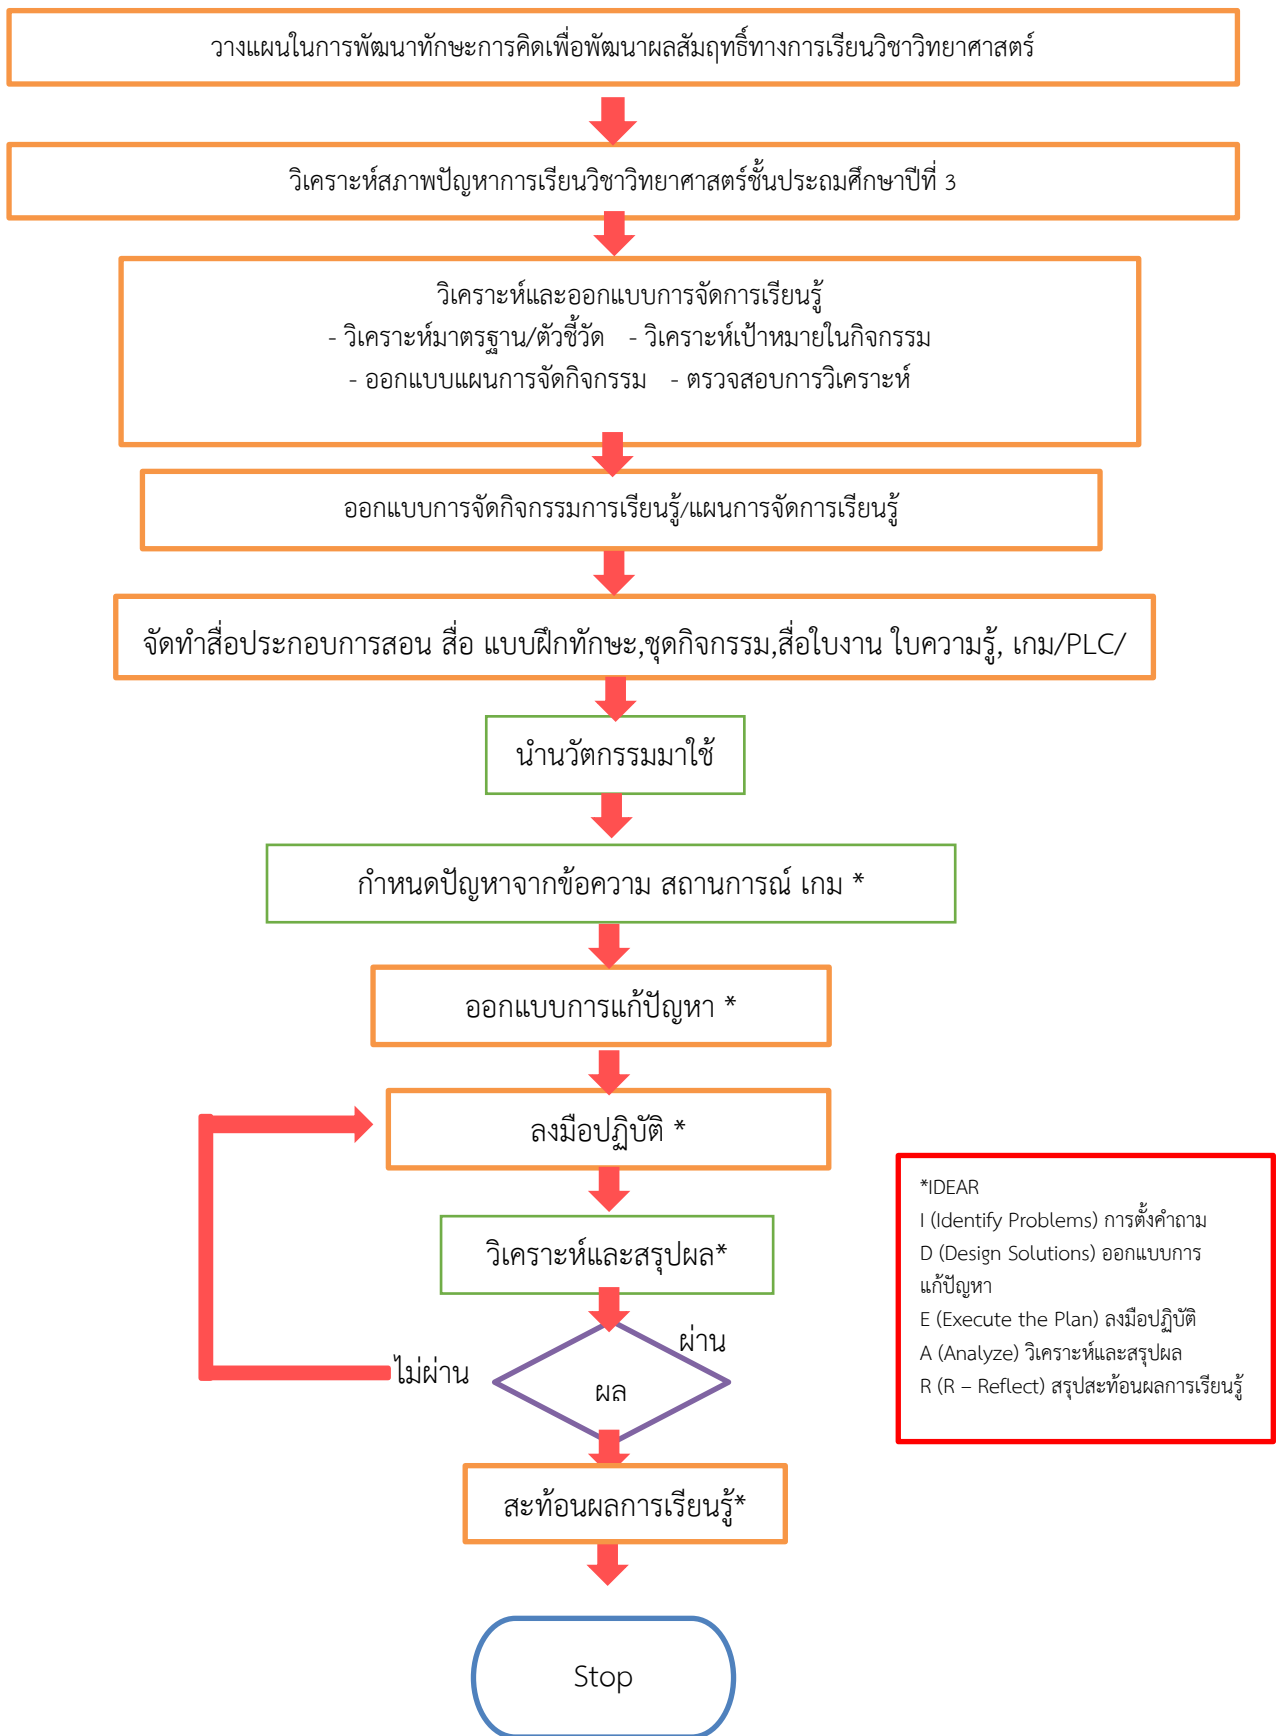 วางแผนในการพัฒนาทักษะการคิดเพื่อพัฒนาผลสัมฤทธิ์ทางการเรียนวิชาวิทยาศาสตร์
วิเคราะห์สภาพปัญหาการเรียนวิชาวิทยาศาสตร์ชั้นประถมศึกษาปีที่ 3
วิเคราะห์และออกแบบการจัดการเรียนรู้
- วิเคราะห์มาตรฐาน/ตัวชี้วัด - วิเคราะห์เป้าหมายในกิจกรรม
- ออกแบบแผนการจัดกิจกรรม - ตรวจสอบการวิเคราะห์
ออกแบบการจัดกิจกรรมการเรียนรู้/แผนการจัดการเรียนรู้
จัดทำสื่อประกอบการสอน สื่อ แบบฝึกทักษะ,ชุดกิจกรรม,สื่อใบงาน ใบความรู้, เกม/PLC/
นำนวัตกรรมมาใช้
กำหนดปัญหาจากข้อความ สถานการณ์ เกม *
ออกแบบการแก้ปัญหา *
ลงมือปฏิบัติ *
วิเคราะห์และสรุปผล*
ผ่าน
ไม่ผ่าน
ผล
สะท้อนผลการเรียนรู้*
Stop
*IDEAR
I (Identify Problems) การตั้งคำถาม
D (Design Solutions) ออกแบบการ
แก้ปัญหา
E (Execute the Plan) ลงมือปฏิบัติ
A (Analyze) วิเคราะห์และสรุปผล
R (R – Reflect) สรุปสะท้อนผลการเรียนรู้